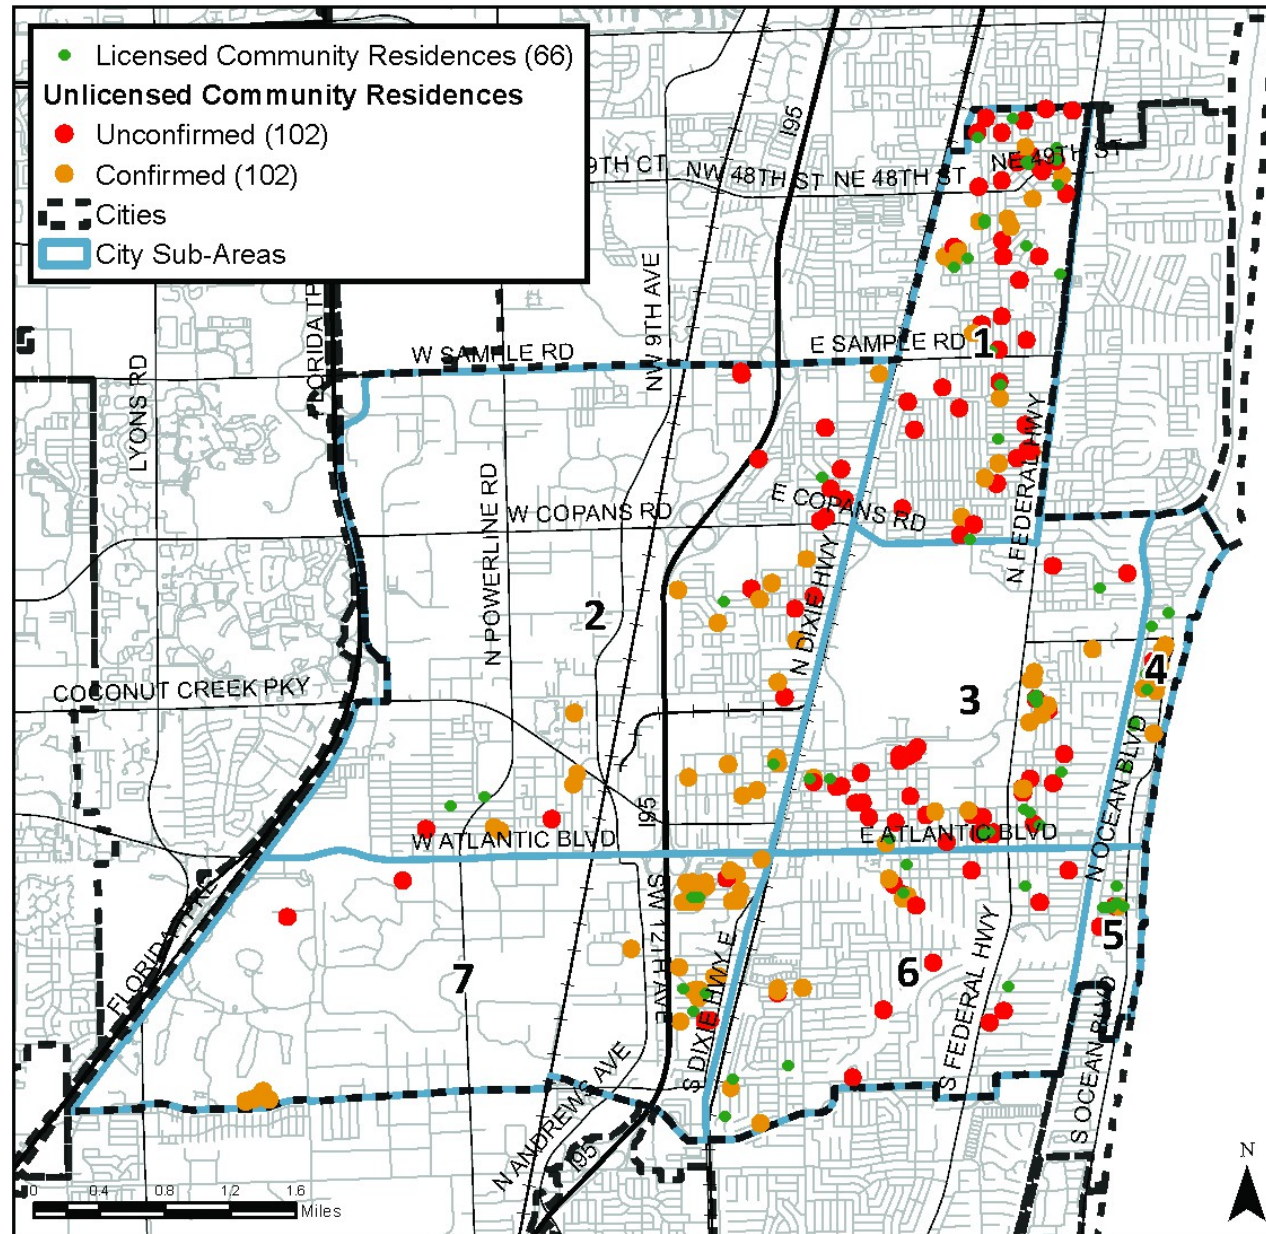 Licensed Community Residences (66)
Unlicensed Community Residences
Unconfirmed (102)
Confirmed (102)
Cities
City Sub-Areas
I95
9TH CT
NW 48TH ST
NE 48TH ST
NE 49TH ST
NW 9TH AVE
W SAMPLE RD
E SAMPLE RD
1
LYONS RD
N FEDERAL HWY
N POWERLINE RD
W COPANS RD
E COPANS RD
N DIXIE HWY
2
COCONUT CREEK PKY
3
4
N OCEAN BLVD
I95
W ATLANTIC BLVD
E ATLANTIC BLVD
SW 12TH AVE
S DIXIE HWY E
5
6
7
S FEDERAL HWY
S OCEAN BLVD
N ANDREWS AVE
I95
N
0 0.4 0.8 1.2 1.6
Miles